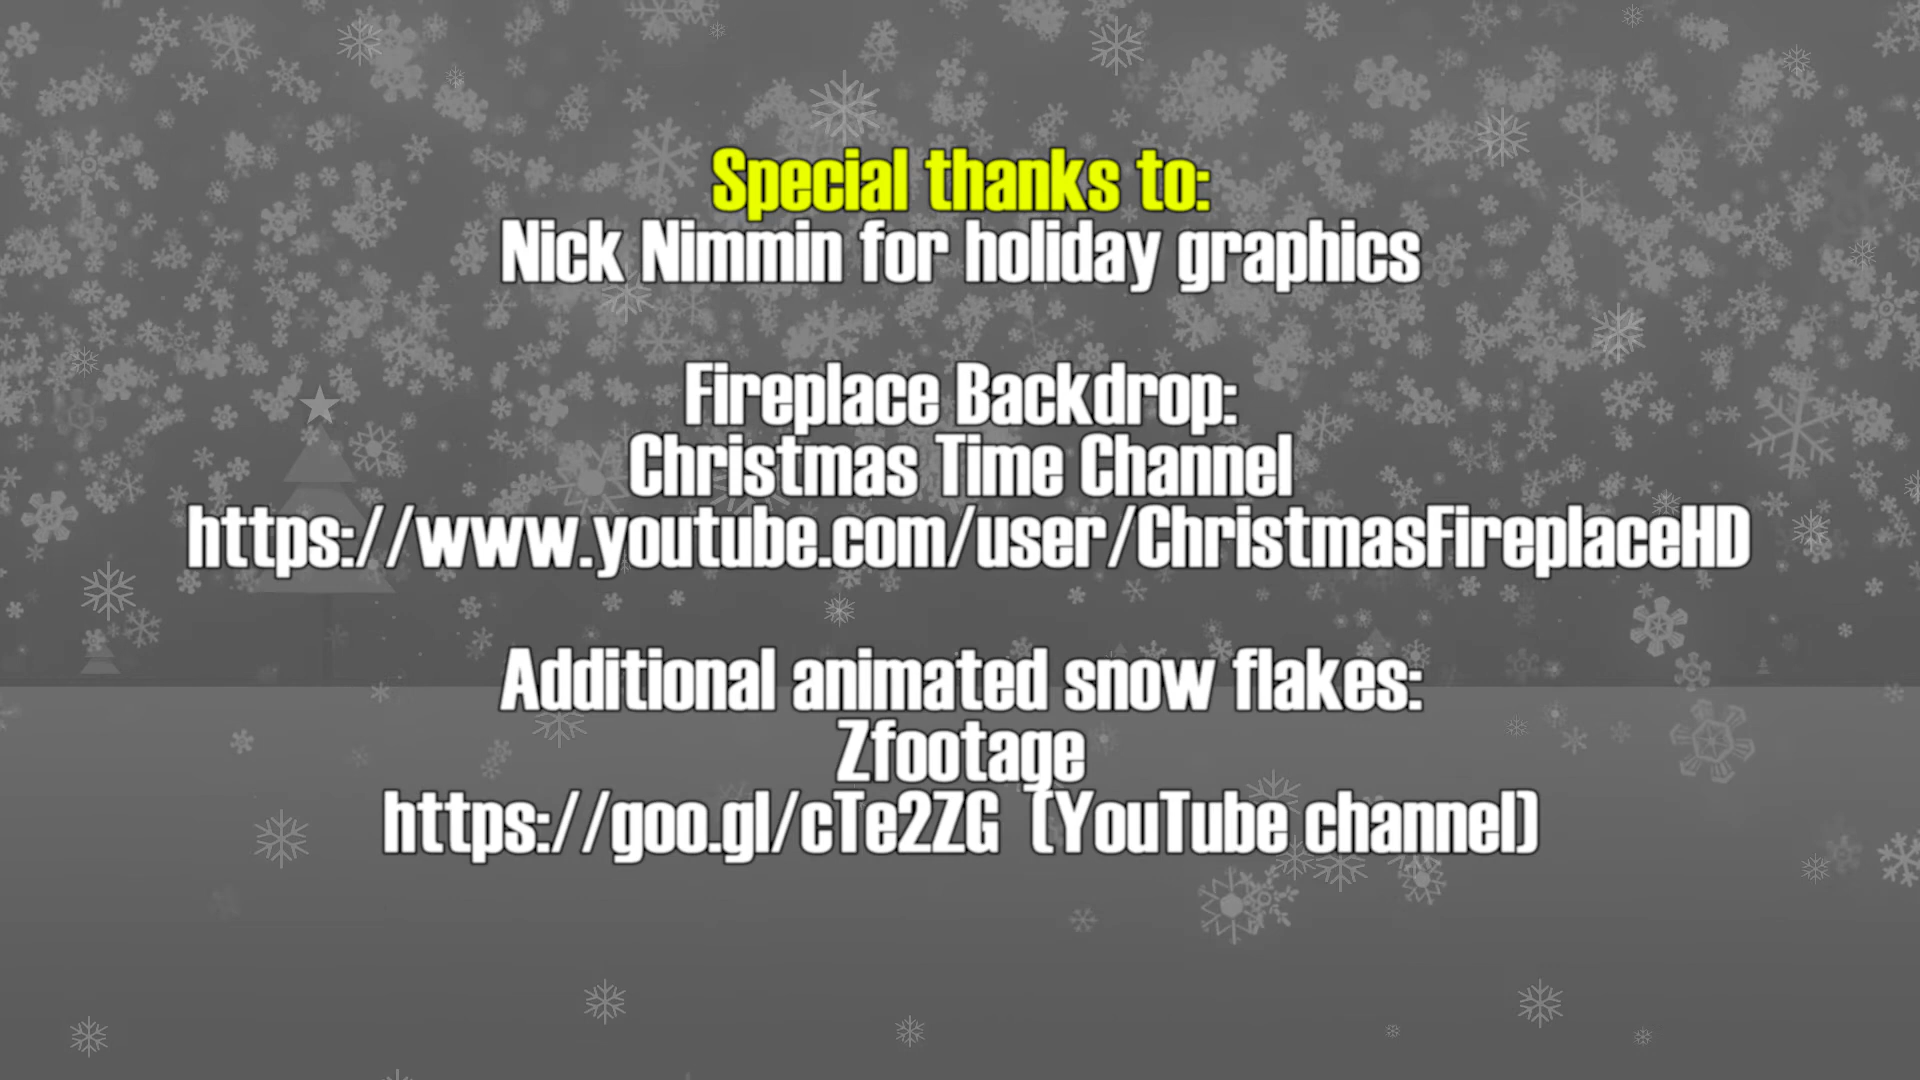 Special thanks to:
Nick Nimmin for holiday graphics
Fireplace Backdrop:
Christmas Time Channel
https://www.youtube.com/user/ChristmasFireplaceHD
Additional animated snow flakes:
Zfootage
https://goo.gl/cTe2ZG (YouTube channel)